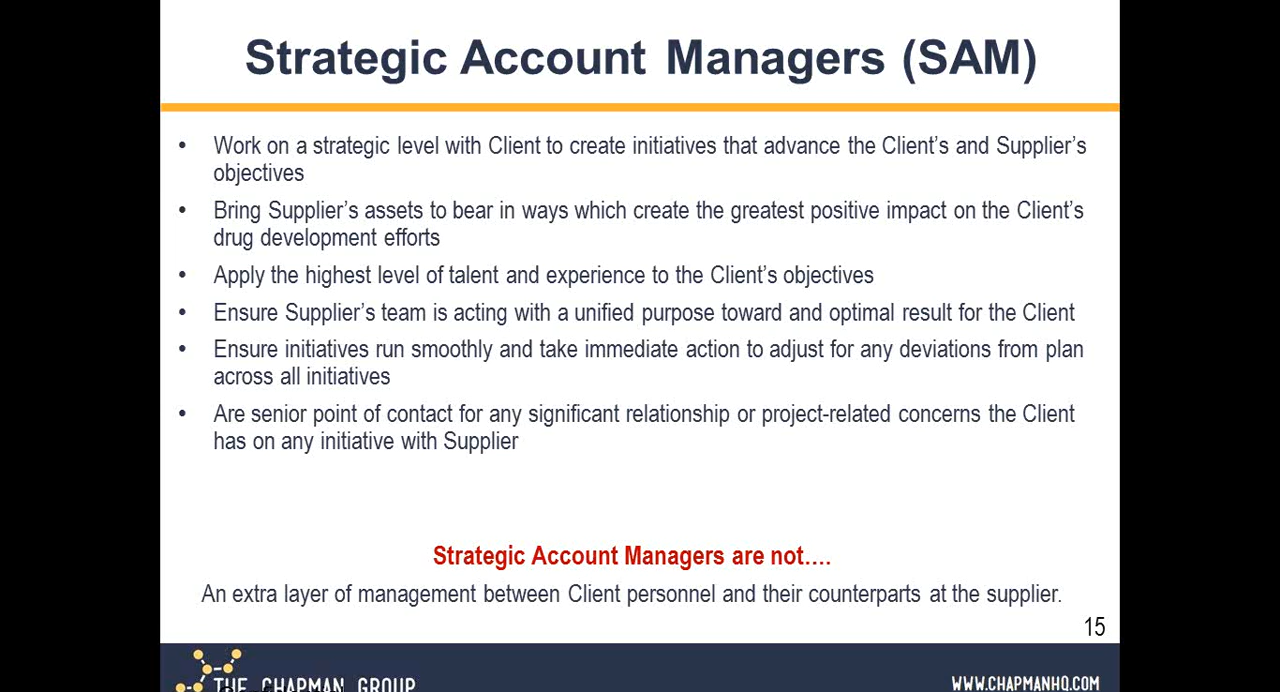 Strategic Account Managers (SAM)
• Work on a strategic level with Client to create initiatives that advance the Client's and Supplier's
objectives
• Bring Supplier's assets to bear in ways which create the greatest positive impact on the Client's
drug development efforts
• Apply the highest level of talent and experience to the Client's objectives
• Ensure Supplier's team is acting with a unified purpose toward and optimal result for the Client
• Ensure initiatives run smoothly and take immediate action to adjust for any deviations from plan
across all initiatives
• Are senior point of contact for any significant relationship or project-related concerns the Client
has on any initiative with Supplier
Strategic Account Managers are not....
An extra layer of management between Client personnel and their counterparts at the supplier.
15
THE CHAPMAN GROUP
WWW.CHAPMANHQ.COM